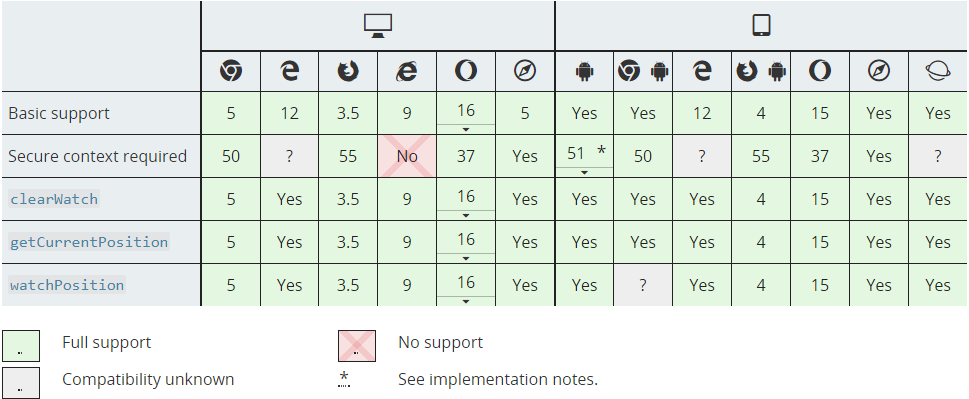 Basic support 5 12 3.5 9 16 5 Yes Yes 12 4 15 Yes Yes
Secure context required 50 ? 55 No 37 Yes 51 * 50 ? 55 37 Yes ?
clearWatch 5 Yes 3.5 9 16 Yes Yes Yes Yes 4 15 Yes Yes
getCurrentPosition 5 Yes 3.5 9 16 Yes Yes Yes Yes 4 15 Yes Yes
watchPosition 5 Yes 3.5 9 16 Yes Yes ? Yes 4 15 Yes Yes
Full support No support
Compatibility unknown * See implementation notes.